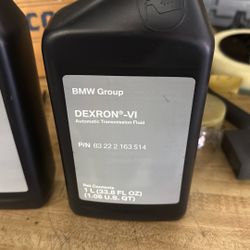 BMW Group
DEXRON®-VI
Automatic Transmission Fluid
P/N 83 22 2 163 514
Net Contents:
1 L (33.8 FL OZ)
(1.06 U.S. QT)